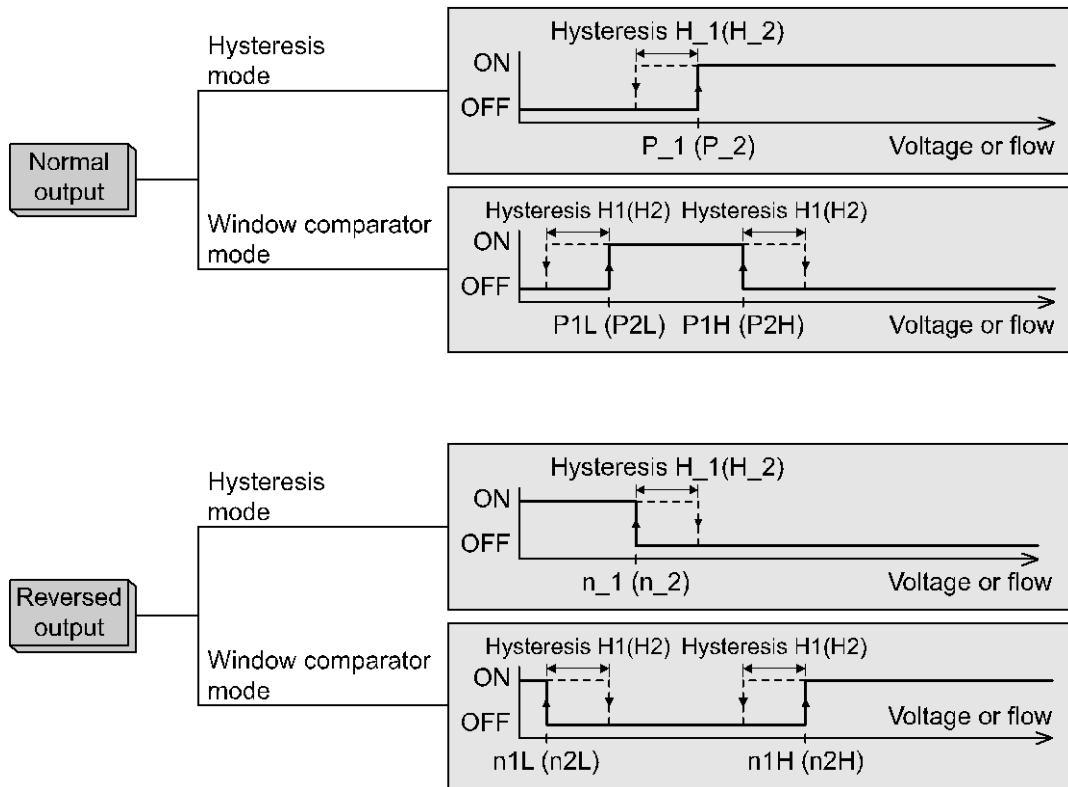 Normal
output
Hysteresis
mode
Hysteresis H_1(H_2)
ON
OFF
P_1 (P_2)
Voltage or flow
Window comparator
mode
Hysteresis H1(H2)
Hysteresis H1(H2)
ON
OFF
P1L (P2L)
P1H (P2H)
Voltage or flow
Reversed
output
Hysteresis
mode
Hysteresis H_1(H_2)
ON
OFF
n_1 (n_2)
Voltage or flow
Window comparator
mode
Hysteresis H1(H2)
Hysteresis H1(H2)
ON
OFF
Voltage or flow
n1L (n2L)
n1H (n2H)